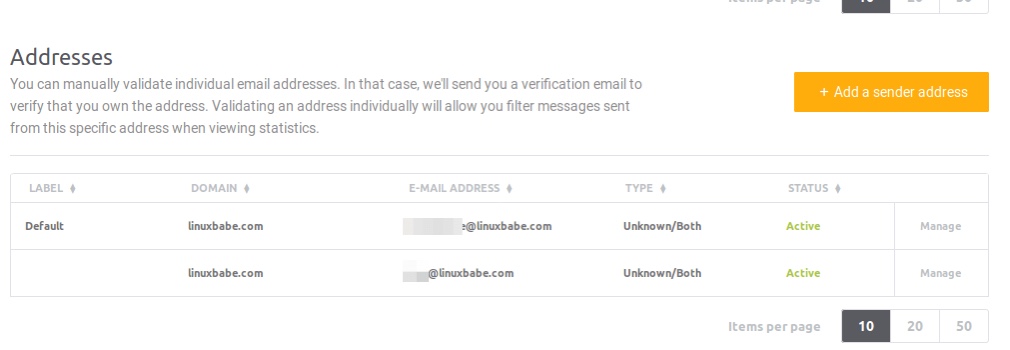 Items per page 10 20 50
Addresses
You can manually validate individual email addresses. In that case, we'll send you a verification email to
verify that you own the address. Validating an address individually will allow you filter messages sent
from this specific address when viewing statistics.
+ Add a sender address
LABEL DOMAIN E-MAIL ADDRESS TYPE STATUS
Default linuxbabe.com e@linuxbabe.com Unknown/Both Active Manage
linuxbabe.com @linuxbabe.com Unknown/Both Active Manage
Items per page 10 20 50